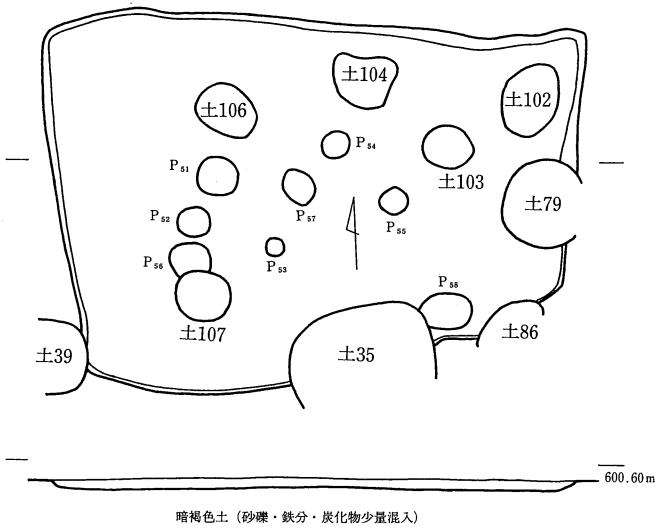 土104
土106
土102
P54
土103
P51
P57
土79
P52
P55
P56
P53
P58
土107
土86
土39
土35
600.60m
暗褐色土（砂礫・鉄分・炭化物少量混入）